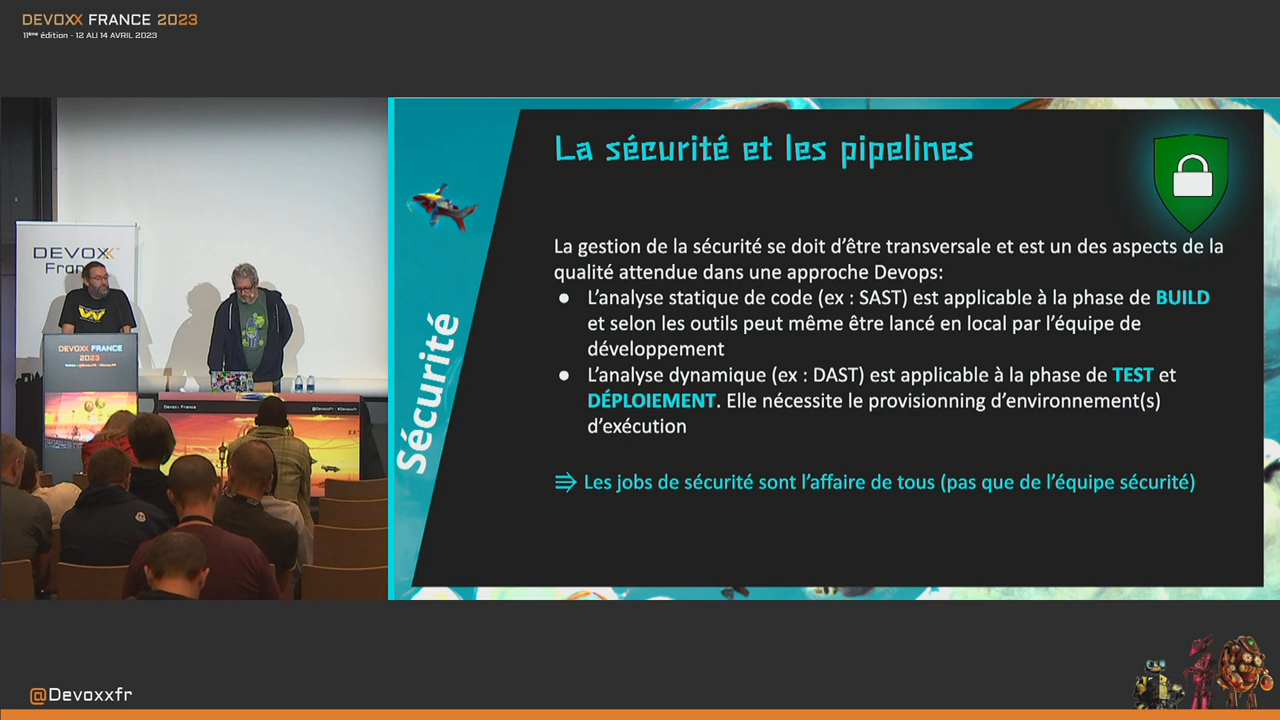 DEVOXX FRANCE 2023
11ème édition - 12 AU 14 AVRIL 2023
DEVOXX
France
DEVOXX FRANCE
2023
Devoxx France
Sécurité
La sécurité et les pipelines
La gestion de la sécurité se doit d'être transversale et est un des aspects de la
qualité attendue dans une approche Devops:
● L'analyse statique de code (ex : SAST) est applicable à la phase de BUILD
et selon les outils peut même être lancé en local par l'équipe de
développement
● L'analyse dynamique (ex : DAST) est applicable à la phase de TEST et
DÉPLOIEMENT. Elle nécessite le provisionning d'environnement(s)
d'exécution
⇛ Les jobs de sécurité sont l'affaire de tous (pas que de l'équipe sécurité)
@Devoxxfr